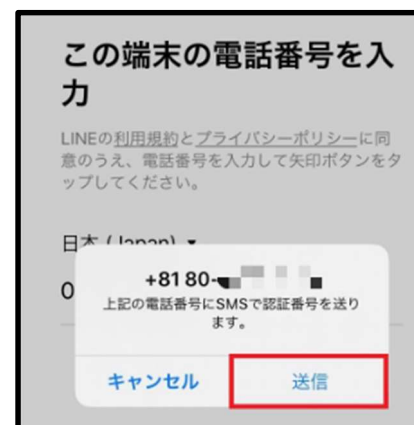 この端末の電話番号を入
力
LINEの利用規約とプライバシーポリシーに同
意のうえ、電話番号を入力して矢印ボタンをタ
ップしてください。
日本 (Japan)
0
+81 80-
上記の電話番号にSMSで認証番号を送り
ます。
キャンセル 送信